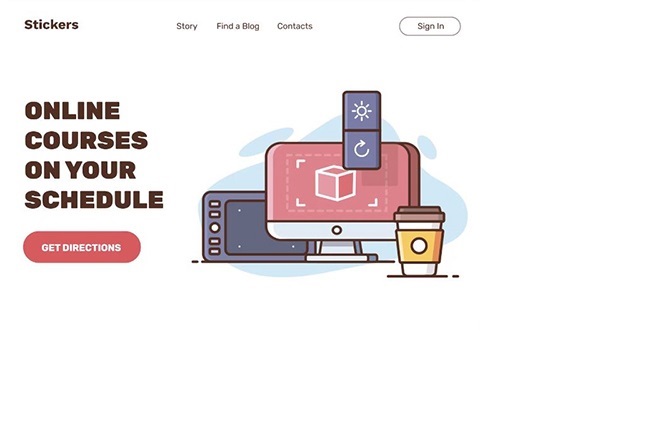 Stickers
Story Find a Blog Contacts Sign In
ONLINE
COURSES
ON YOUR
SCHEDULE
GET DIRECTIONS